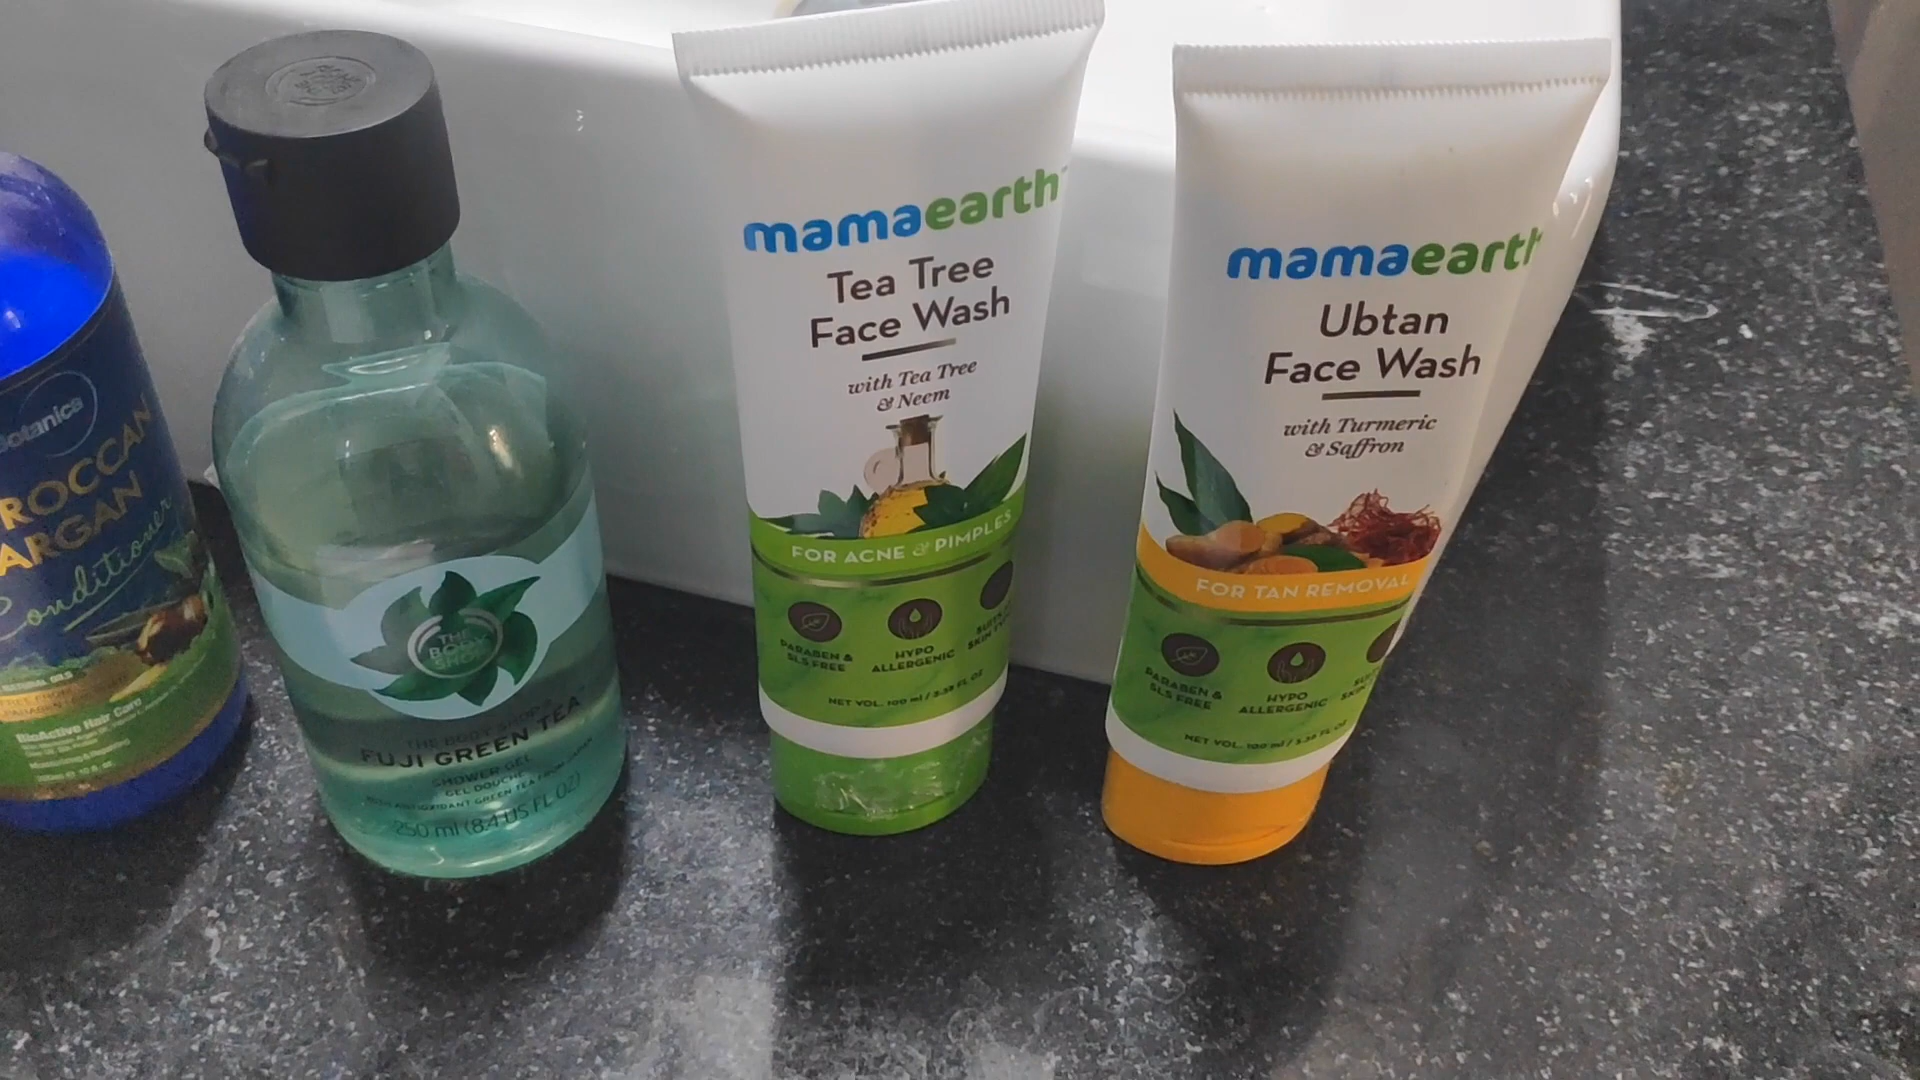 Botanica
ROCCAN
ARGAN
Conditioner
BioActive Hair Care
THE
BODY
SHOP
THE BODY SHOP
FUJI GREEN TEA
SHOWER GEL
GEL DOUCHE
250 ml (8.4 US FL OZ)
mamaearth
Tea Tree
Face Wash
with Tea Tree
& Neem
FOR ACNE & PIMPLES
PARABEN &
SLS FREE
HYPO
ALLERGENIC
NET VOL. 100 ml / 3.38 FL OZ
mamaearth
Ubtan
Face Wash
with Turmeric
& Saffron
FOR TAN REMOVAL
PARABEN &
SLS FREE
HYPO
ALLERGENIC
NET VOL. 100 ml / 3.38 FL OZ